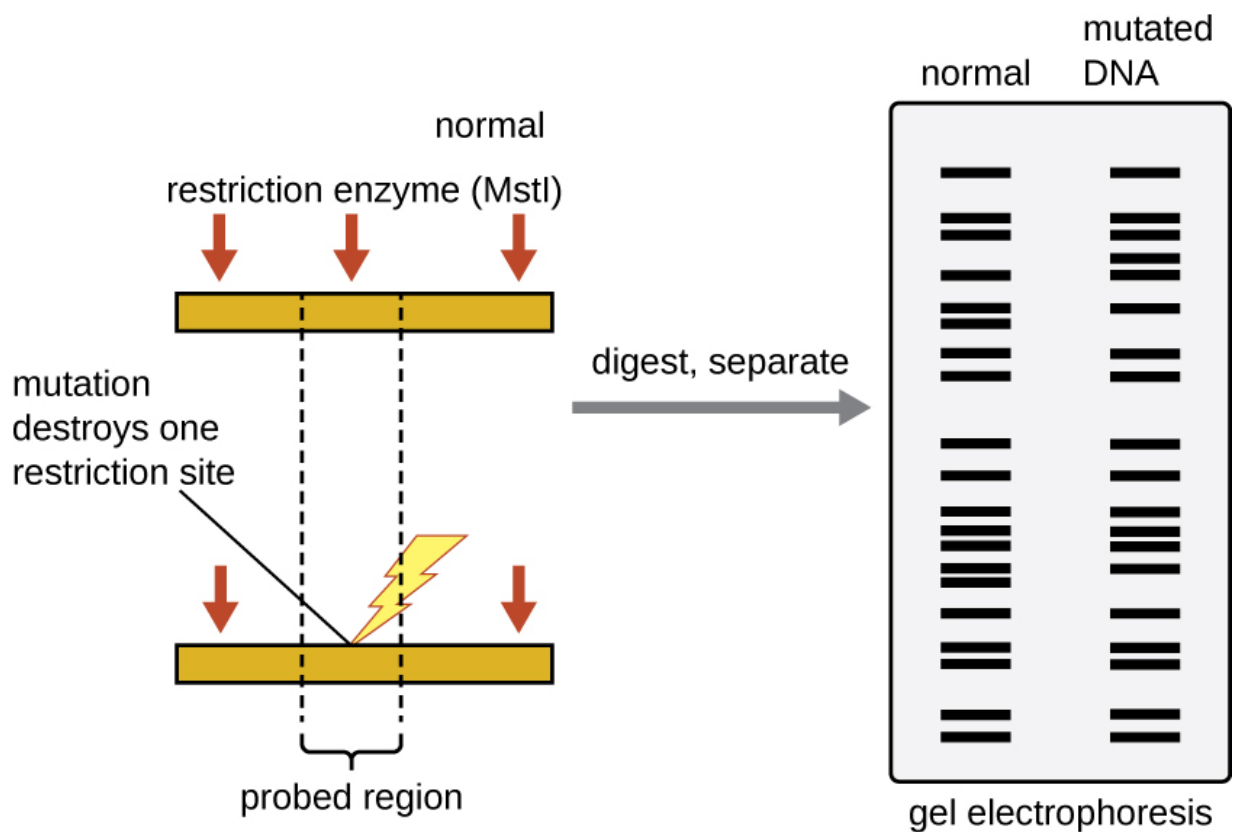 normal
restriction enzyme (MstI)
mutation
destroys one
restriction site
probed region
digest, separate
normal
mutated
DNA
gel electrophoresis